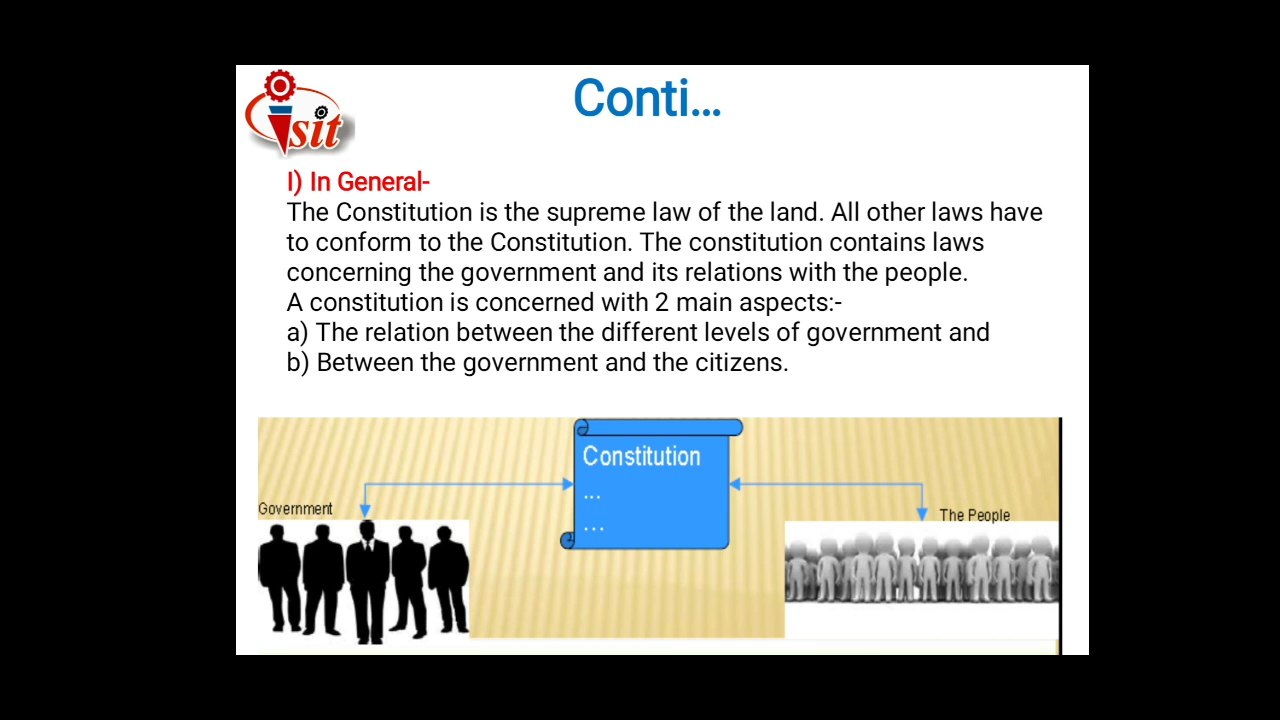 Conti...
sit
I) In General-
The Constitution is the supreme law of the land. All other laws have
to conform to the Constitution. The constitution contains laws
concerning the government and its relations with the people.
A constitution is concerned with 2 main aspects:-
a) The relation between the different levels of government and
b) Between the government and the citizens.
Constitution
...
...
Government
The People